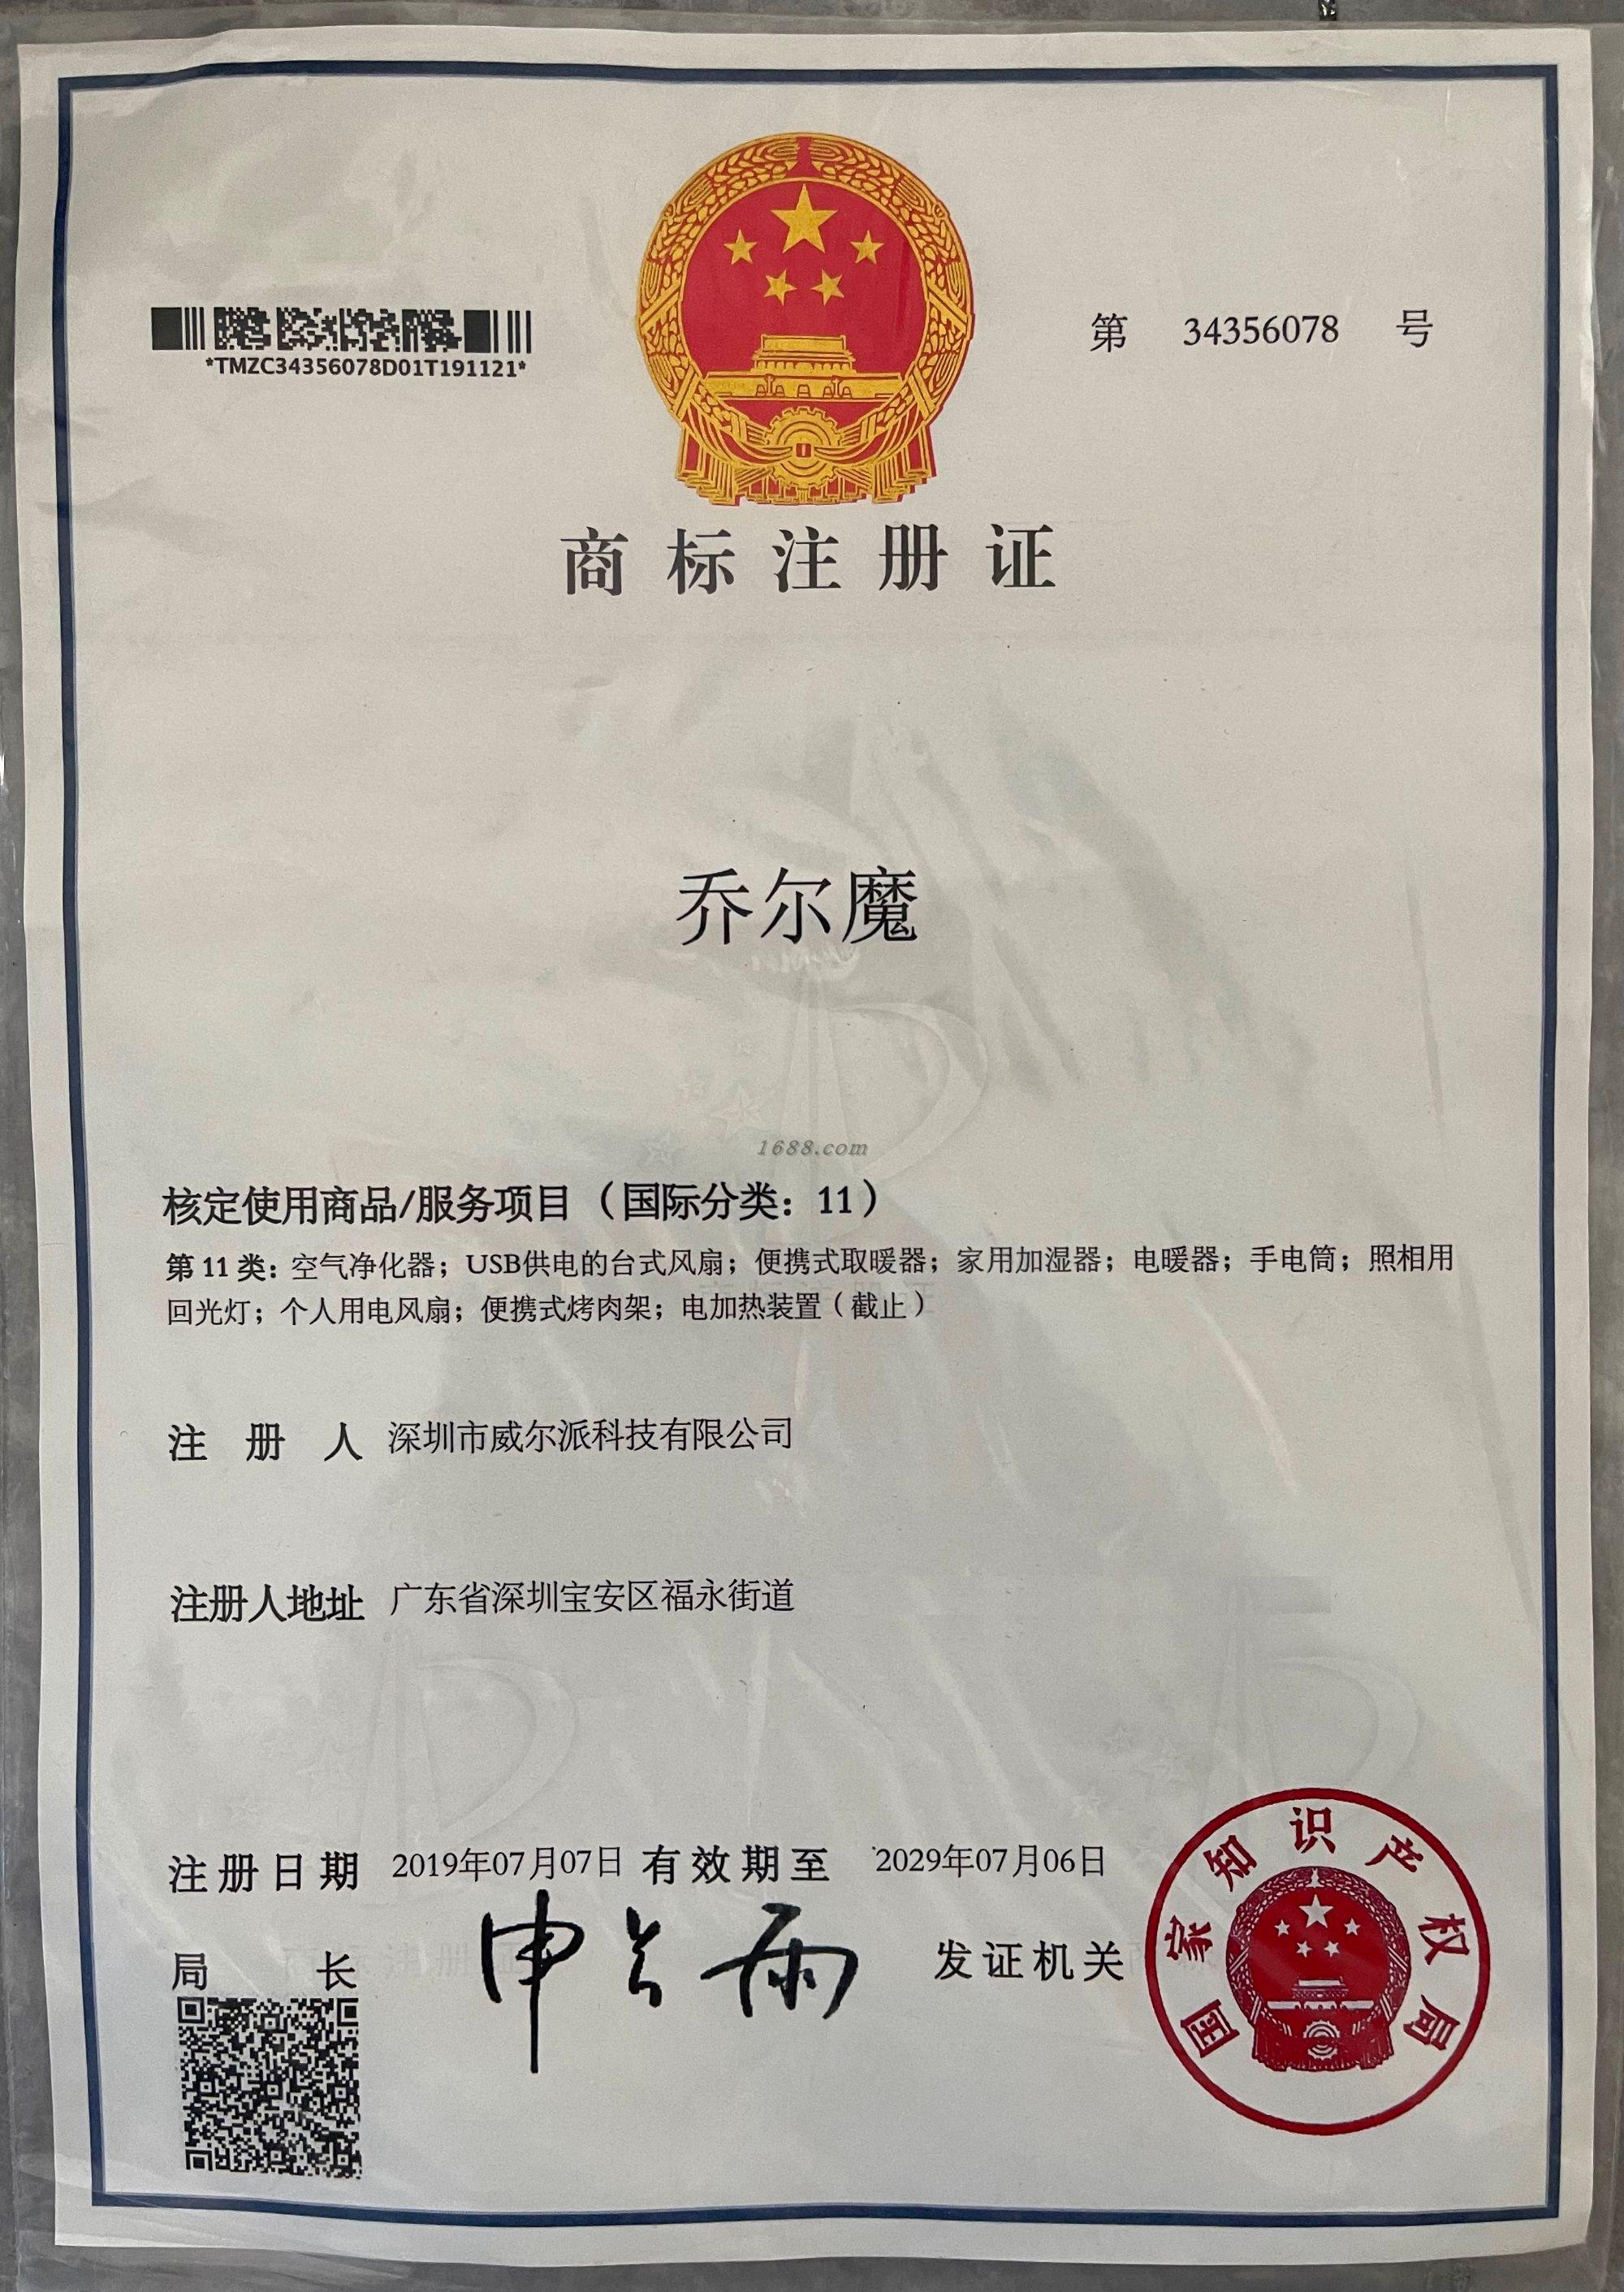 第 34356078 号
*TMZC34356078D01T191121*
商标注册证
乔尔魔
1688.com
核定使用商品/服务项目（国际分类：11）
第 11 类：空气净化器；USB供电的台式风扇；便携式取暖器；家用加湿器；电暖器；手电筒；照相用
回光灯；个人用电风扇；便携式烤肉架；电加热装置（截止）
注册人 深圳市威尔派科技有限公司
注册人地址 广东省深圳宝安区福永街道
注册日期 2019年07月07日 有效期至 2029年07月06日
局长 申长雨 发证机关
国家知识产权局